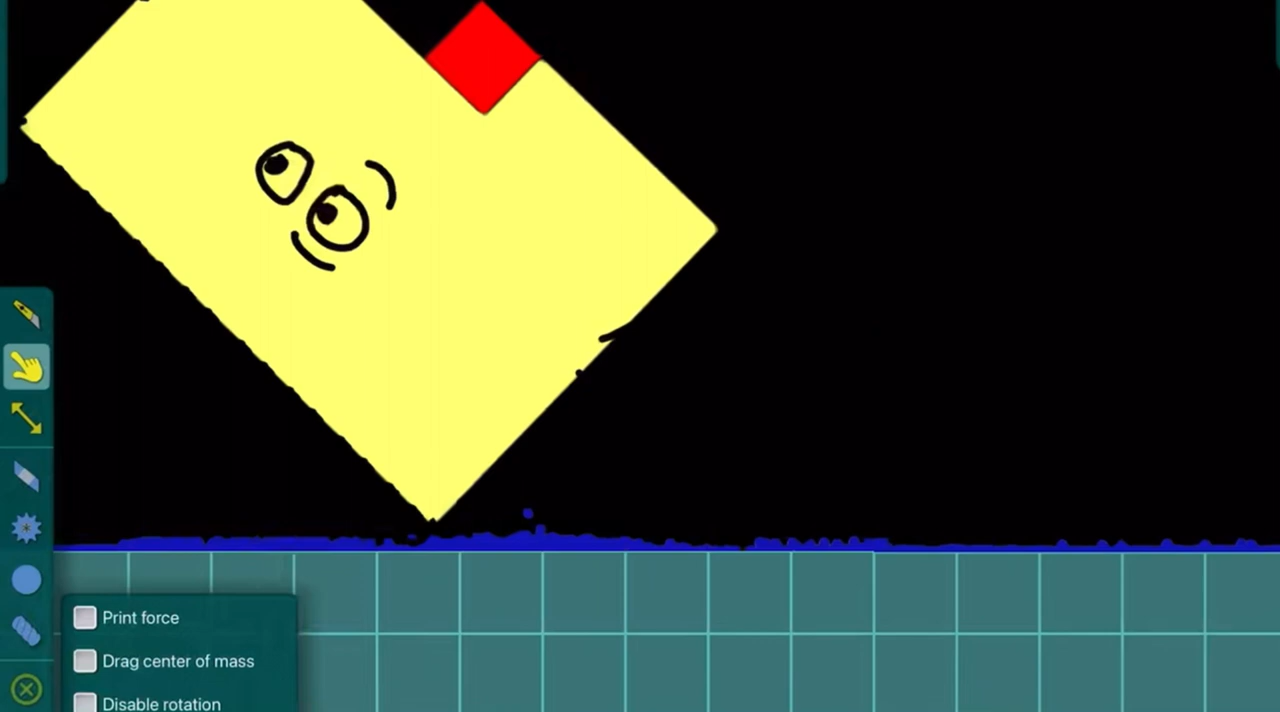 Print force
Drag center of mass
Disable rotation